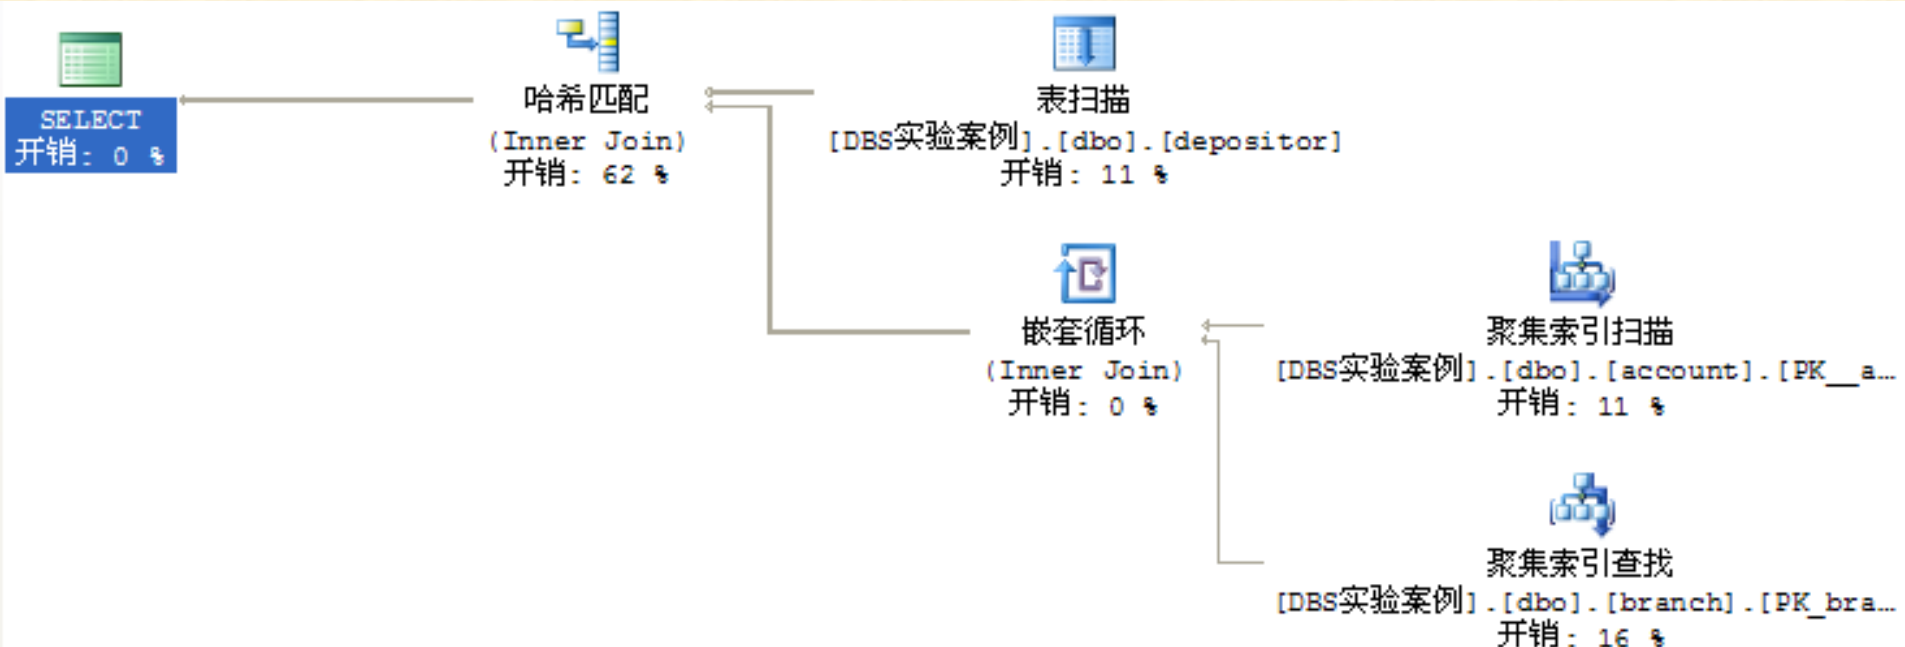 SELECT
开销: 0 %
哈希匹配
(Inner Join)
开销: 62 %
表扫描
[DBS实验案例].[dbo].[depositor]
开销: 11 %
嵌套循环
(Inner Join)
开销: 0 %
聚集索引扫描
[DBS实验案例].[dbo].[account].[PK__a…
开销: 11 %
聚集索引查找
[DBS实验案例].[dbo].[branch].[PK_bra…
开销: 16 %